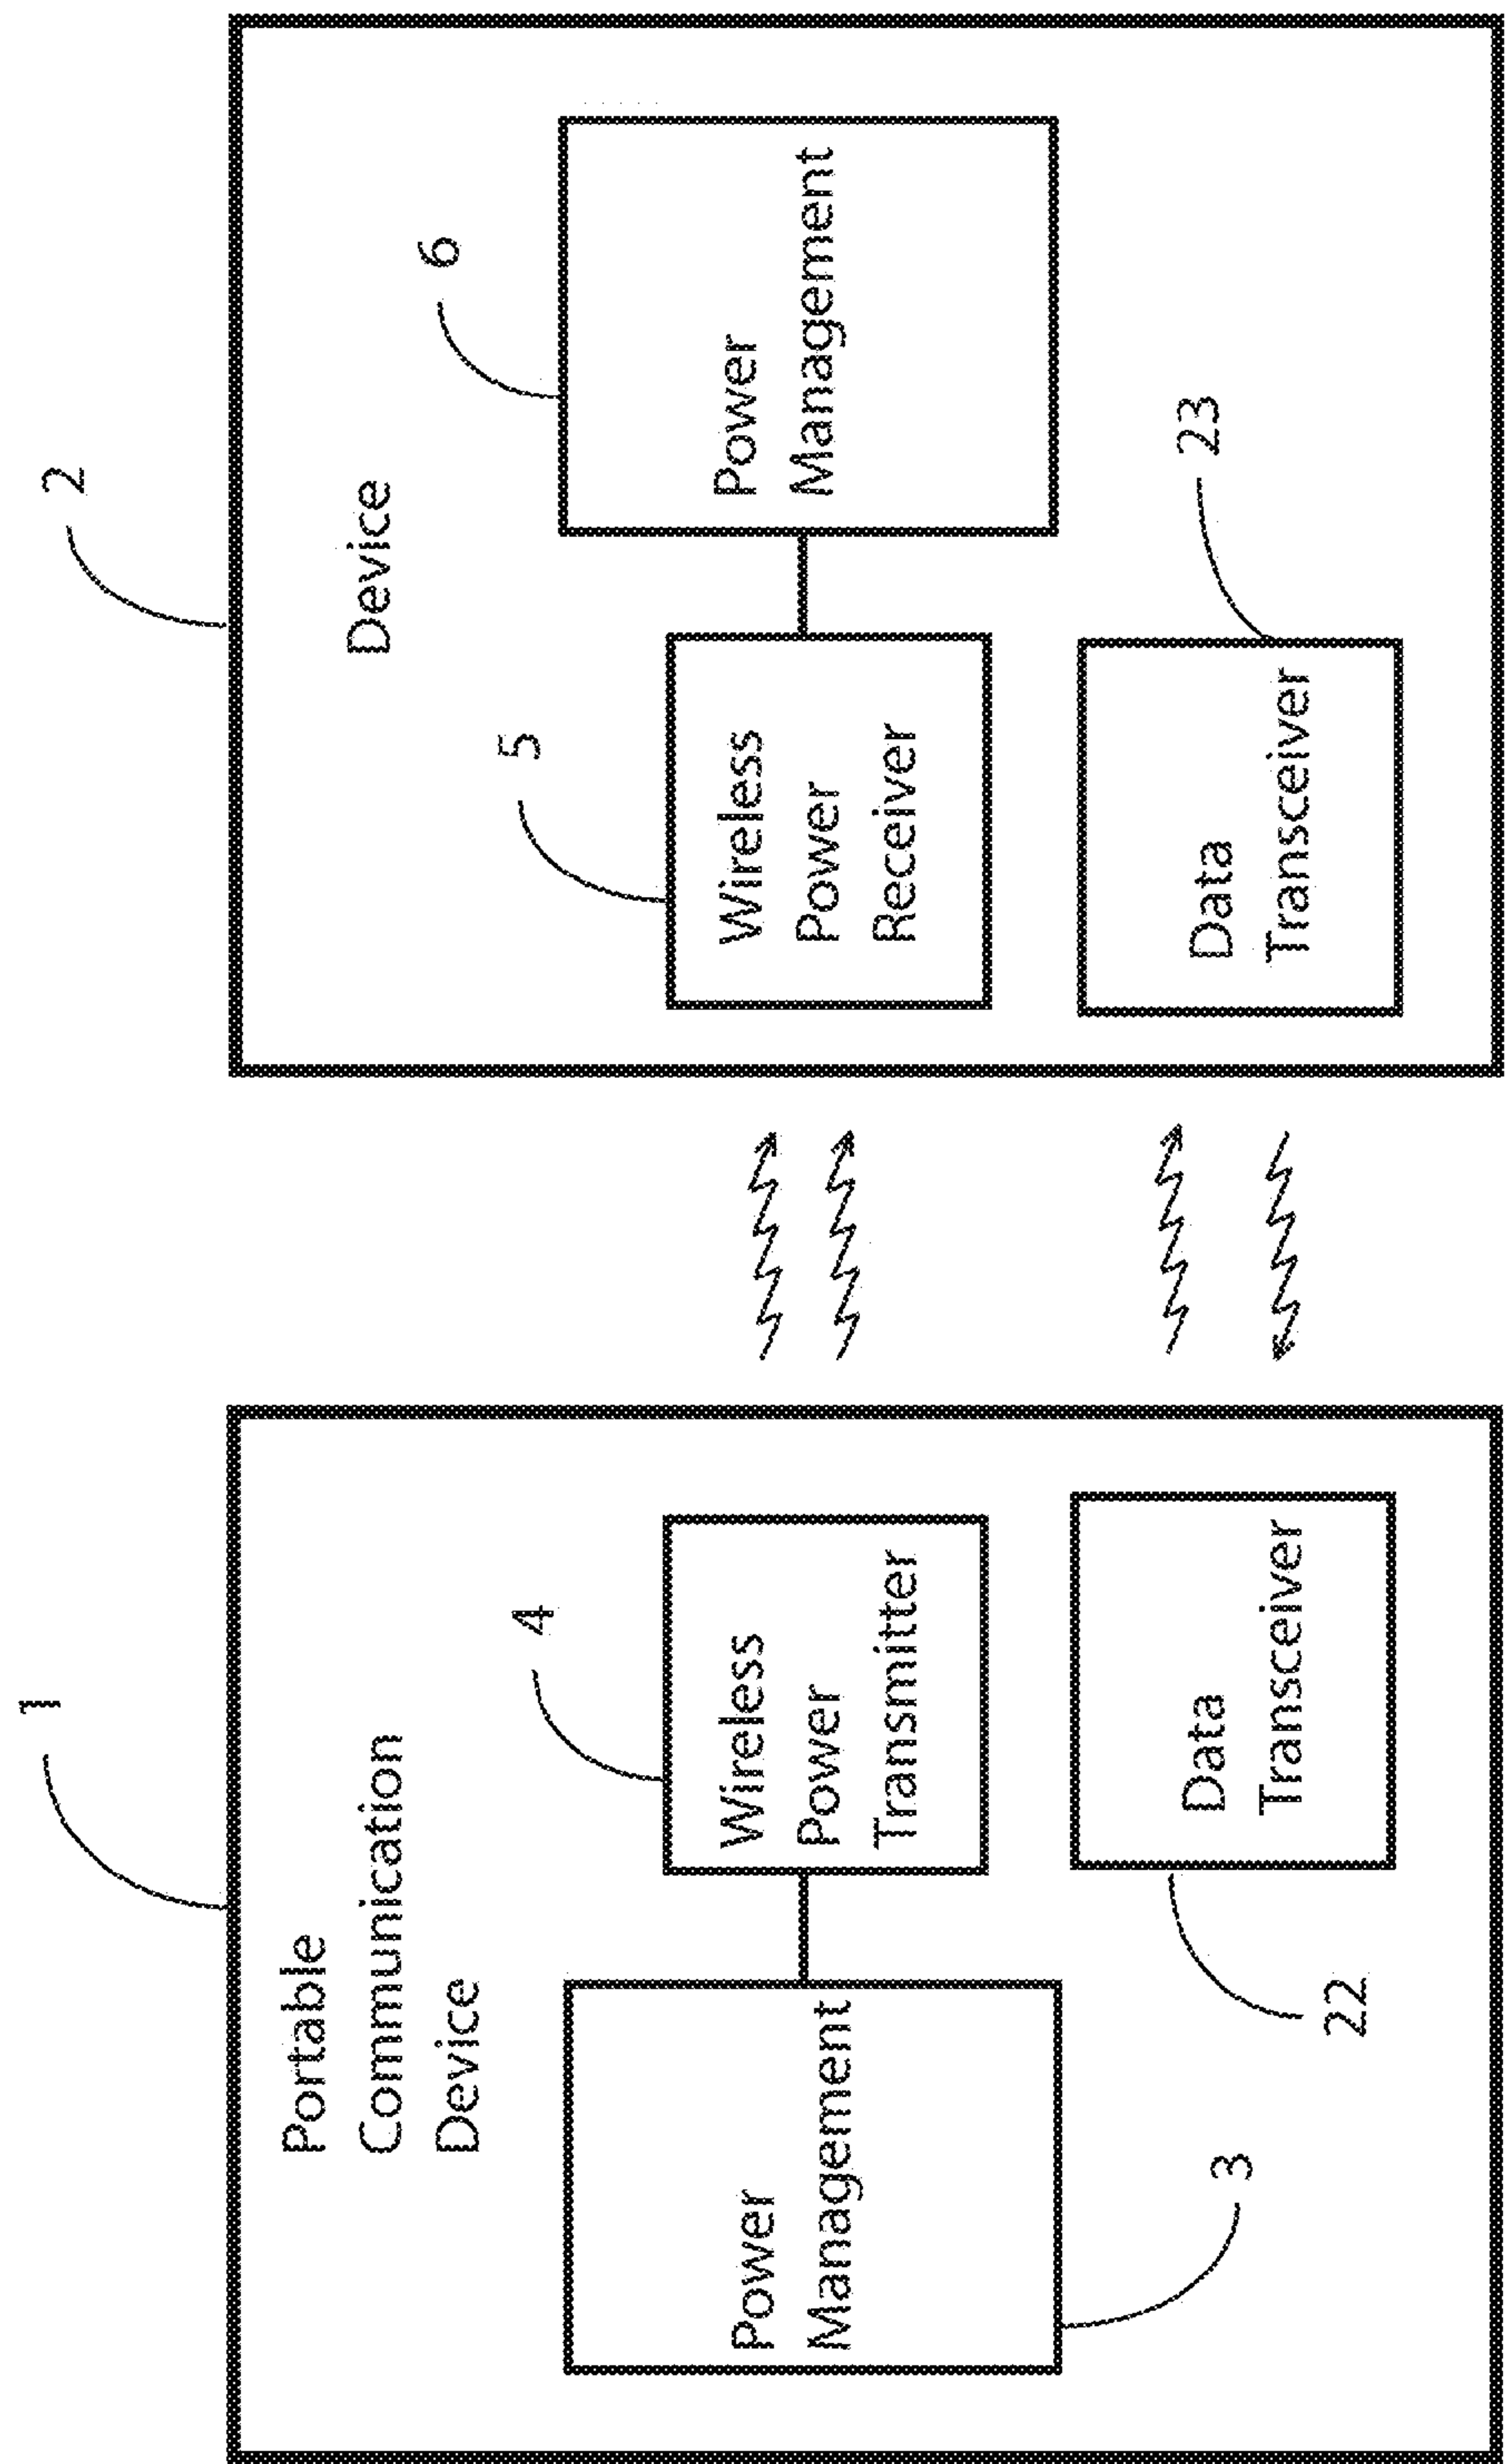 1
Portable
Communication
Device
Power
Management
3
4
Wireless
Power
Transmitter
Data
Transceiver
22
2
Device
5
Wireless
Power
Receiver
6
Power
Management
Data
Transceiver
23